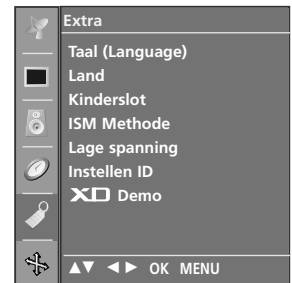 Extra
Taal (Language)
Land
Kinderslot
ISM Methode
Lage spanning
Instellen ID
XD Demo
▲▼ ◄► OK MENU